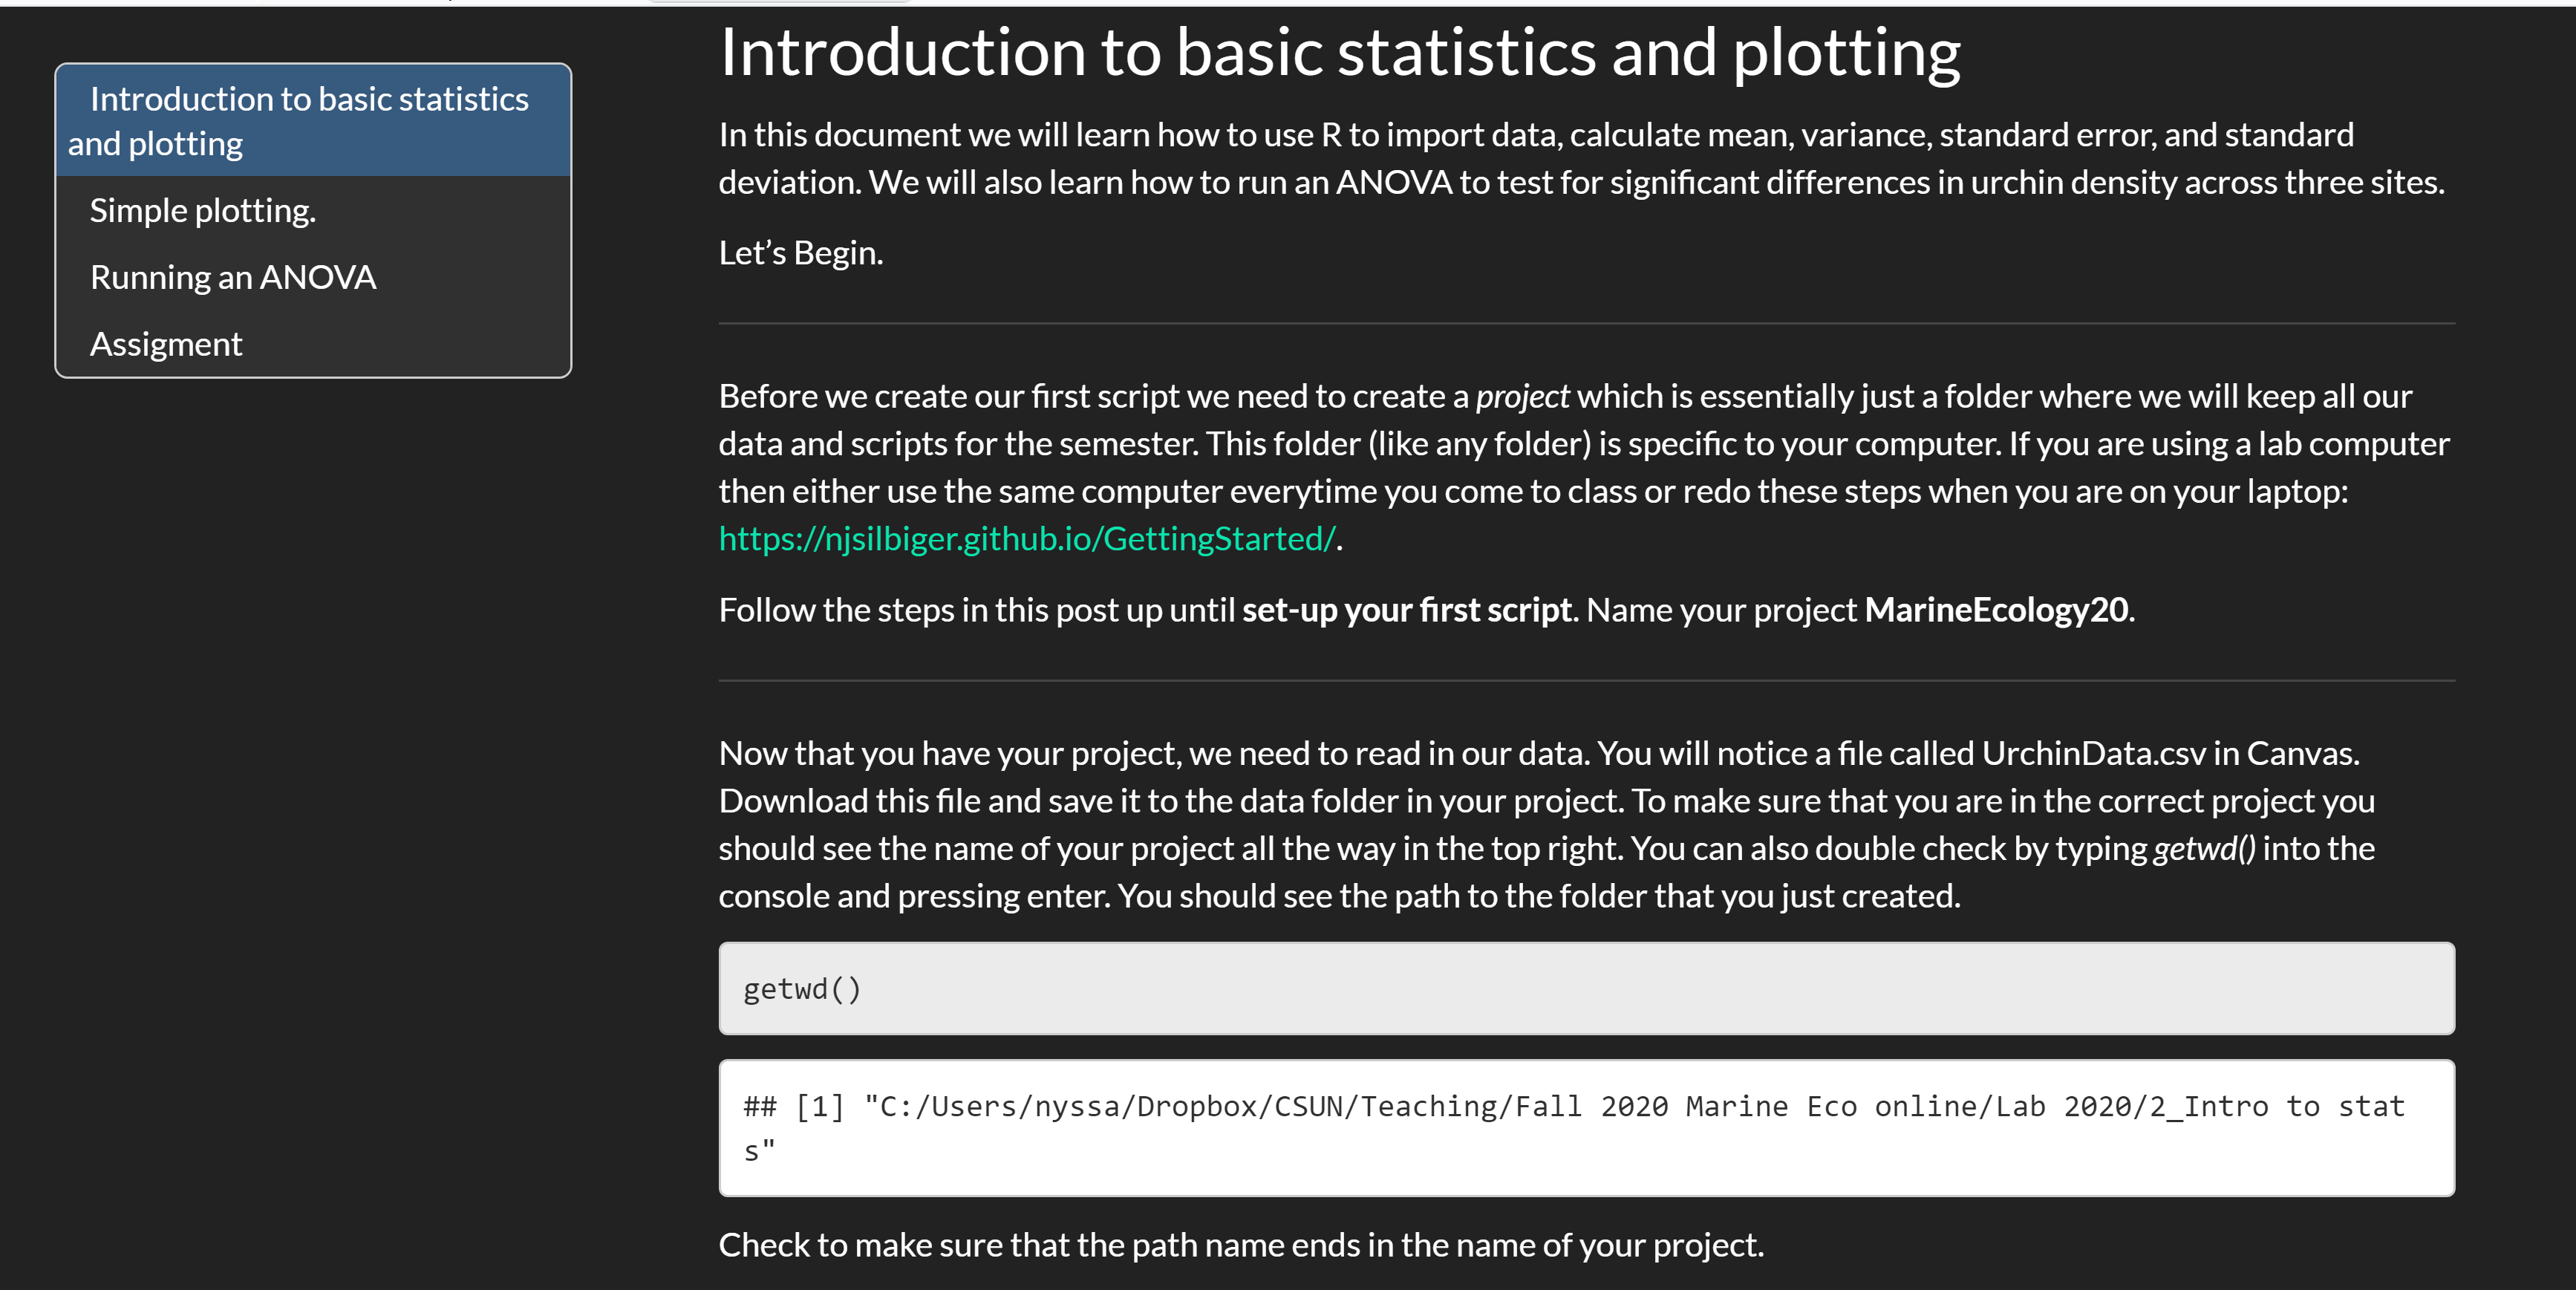 Introduction to basic statistics
and plotting
Simple plotting.
Running an ANOVA
Assigment
Introduction to basic statistics and plotting
In this document we will learn how to use R to import data, calculate mean, variance, standard error, and standard
deviation. We will also learn how to run an ANOVA to test for significant differences in urchin density across three sites.
Let’s Begin.
Before we create our first script we need to create a project which is essentially just a folder where we will keep all our
data and scripts for the semester. This folder (like any folder) is specific to your computer. If you are using a lab computer
then either use the same computer everytime you come to class or redo these steps when you are on your laptop:
https://njsilbiger.github.io/GettingStarted/.
Follow the steps in this post up until set-up your first script. Name your project MarineEcology20.
Now that you have your project, we need to read in our data. You will notice a file called UrchinData.csv in Canvas.
Download this file and save it to the data folder in your project. To make sure that you are in the correct project you
should see the name of your project all the way in the top right. You can also double check by typing getwd() into the
console and pressing enter. You should see the path to the folder that you just created.
getwd()
## [1] "C:/Users/nyssa/Dropbox/CSUN/Teaching/Fall 2020 Marine Eco online/Lab 2020/2_Intro to stat
s"
Check to make sure that the path name ends in the name of your project.